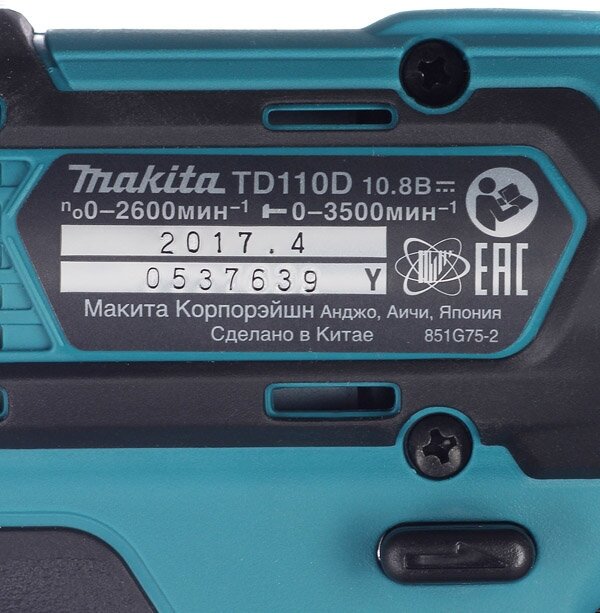 makita TD110D 10.8В
n₀0–2600мин⁻¹ 0–3500мин⁻¹
2017.4
0537639 Y
EAC
Макита Корпорэйшн Анджо, Аичи, Япония
Сделано в Китае 851G75-2